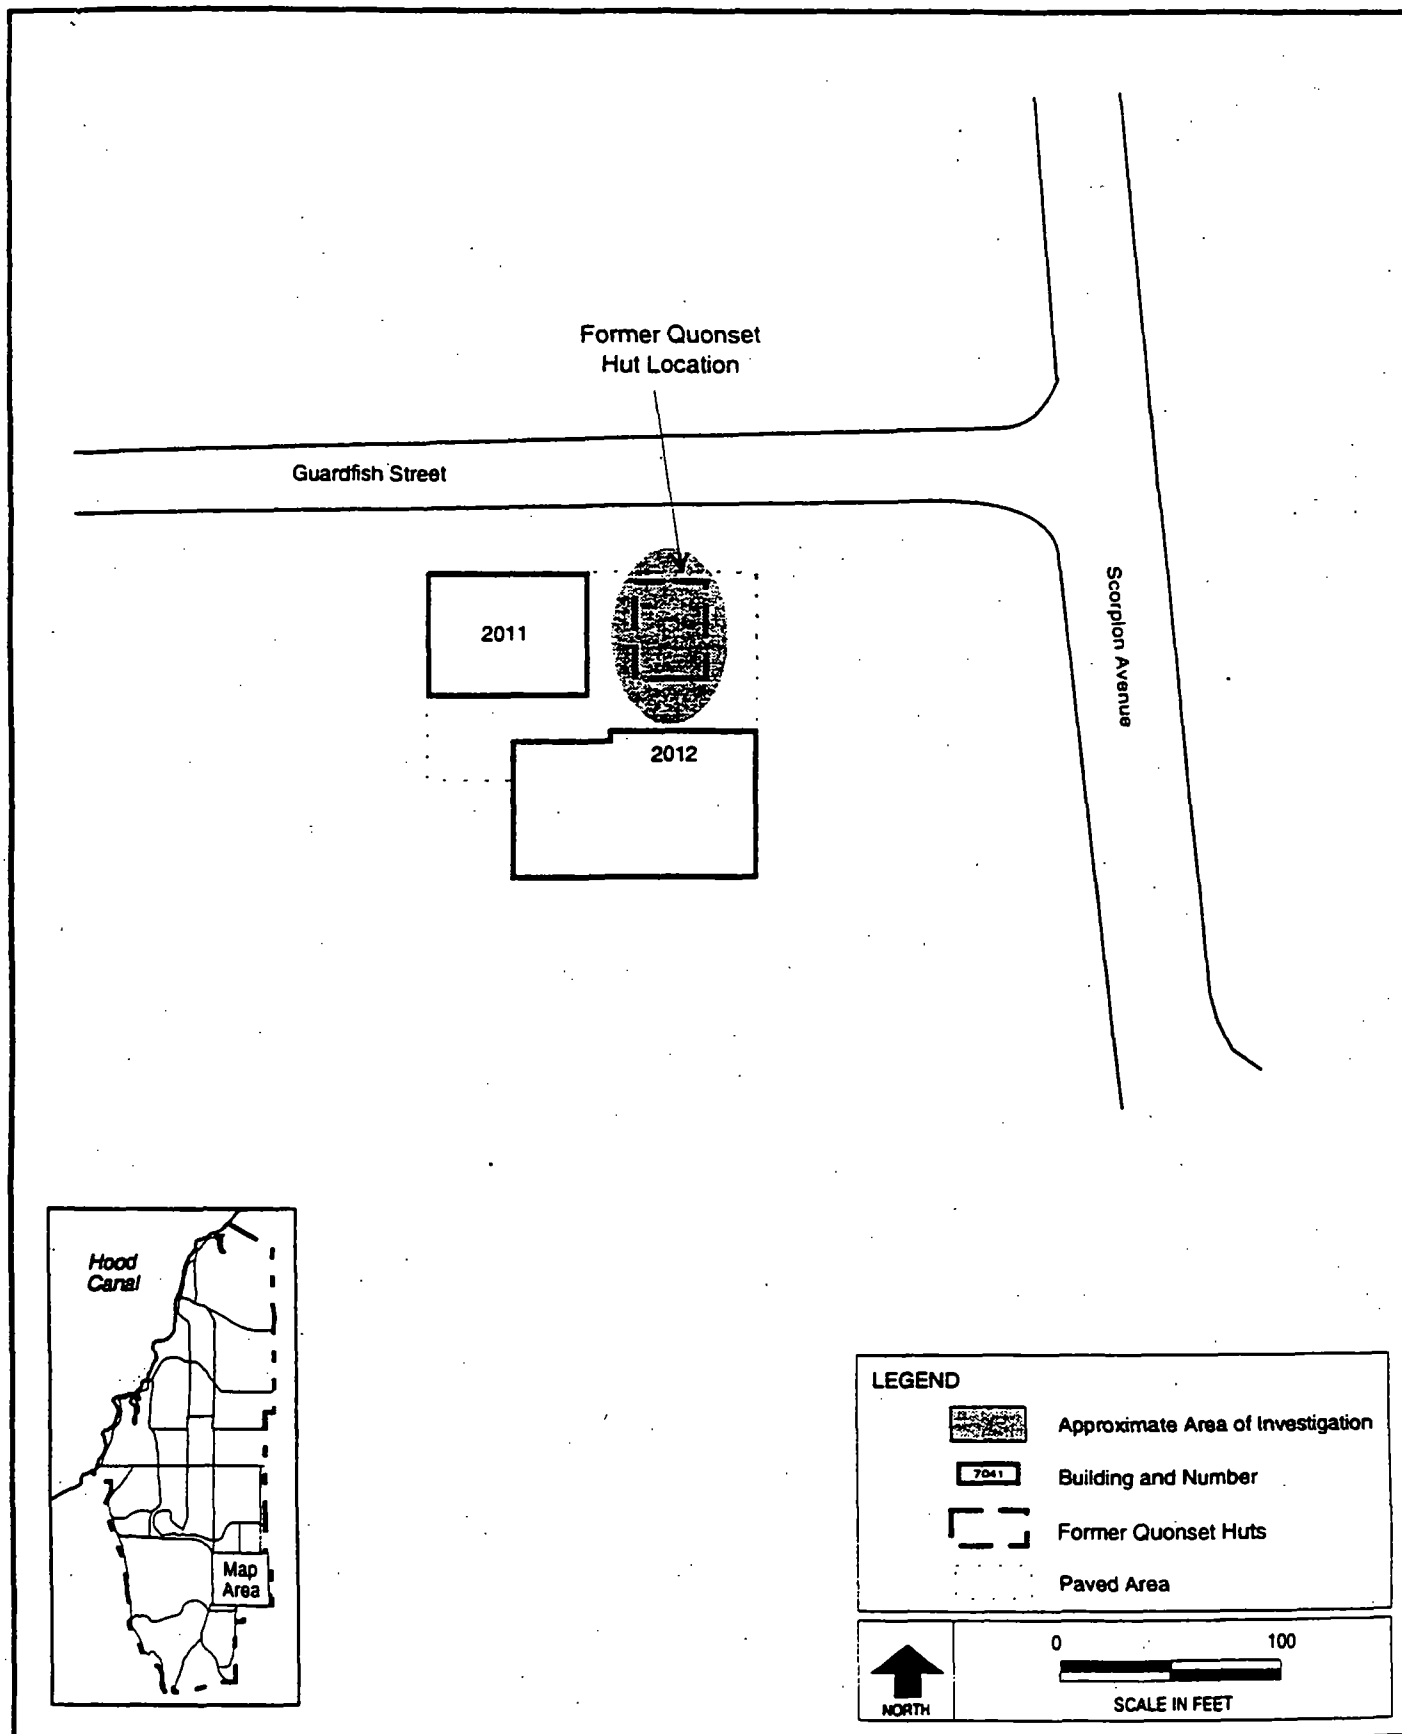 Former Quonset
Hut Location
Guardfish Street
Scorpion Avenue
2011
2012
Hood
Canal
Map
Area
LEGEND
Approximate Area of Investigation
7041
Building and Number
Former Quonset Huts
Paved Area
NORTH
0 100
SCALE IN FEET